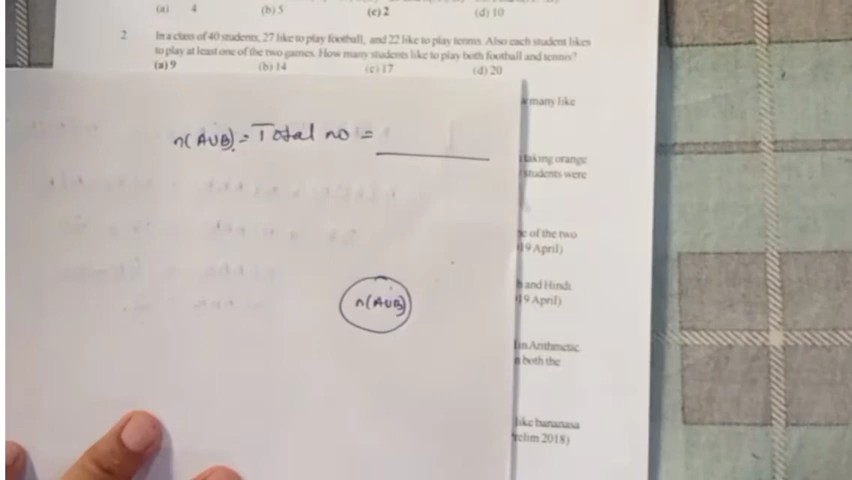 (a) 4 (b) 5 (c) 2 (d) 10
2 In a class of 40 students, 27 like to play football, and 22 like to play tennis. Also each student likes
to play at least one of the two games. How many students like to play both football and tennis?
(a) 9 (b) 14 (c) 17 (d) 20
many like
n(AUB) = Total no =
taking orange
students were
e of the two
19 April)
n(AUB)
h and Hindi.
19 April)
in Arithmetic.
n both the
like bananasa
relim 2018)